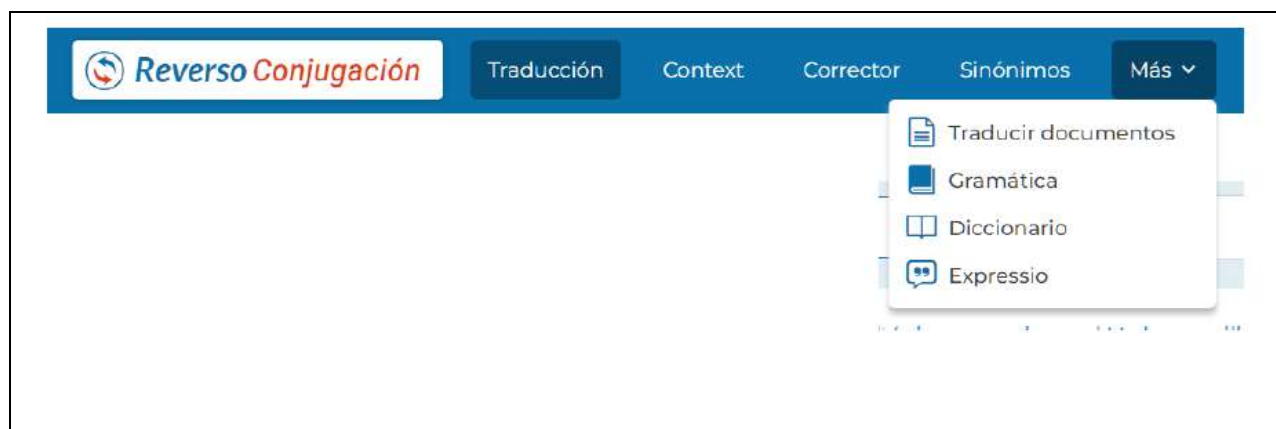 Reverso Conjugación Traducción Context Corrector Sinónimos Más
Traducir documentos
Gramática
Diccionario
Expressio